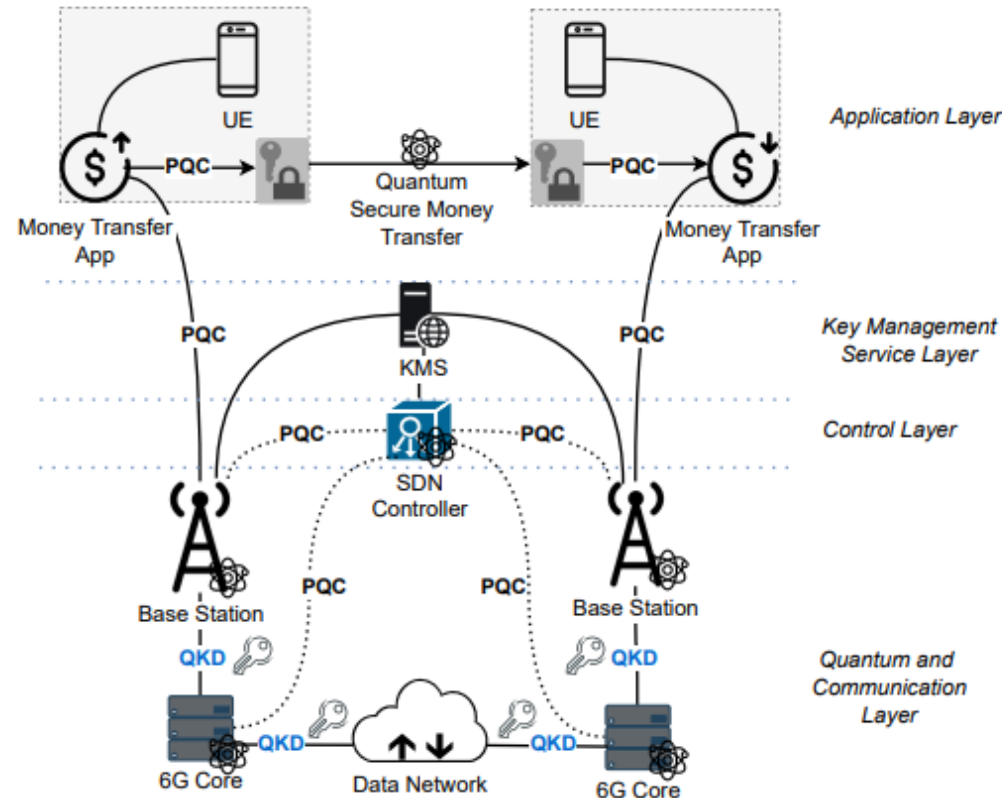 UE
UE
Application Layer
$
PQC
PQC
$
Quantum
Secure Money
Transfer
Money Transfer
App
Money Transfer
App
PQC
PQC
Key Management
Service Layer
KMS
PQC
PQC
Control Layer
SDN
Controller
PQC
PQC
Base Station
Base Station
QKD
QKD
Quantum and
Communication
Layer
QKD
QKD
6G Core
Data Network
6G Core